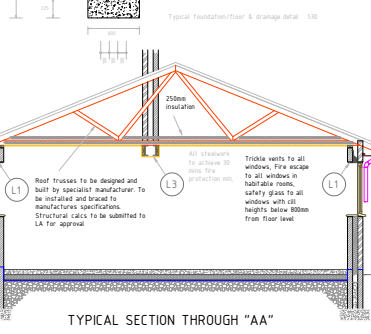 225
Typical foundation/floor & drainage detail 530
600
250mm
insulation
All steelwork
to achieve 30
mins fire
protection min.
Trickle vents to all
windows, Fire escape
to all windows in
habitable rooms,
safety glass to all
windows with cill
heights below 800mm
from floor level
L1
Roof trusses to be designed and
built by specialist manufacturer. To
be installed and braced to
manufactures specifications.
Structural calcs to be submitted to
LA for approval
L3
L1
TYPICAL SECTION THROUGH "AA"